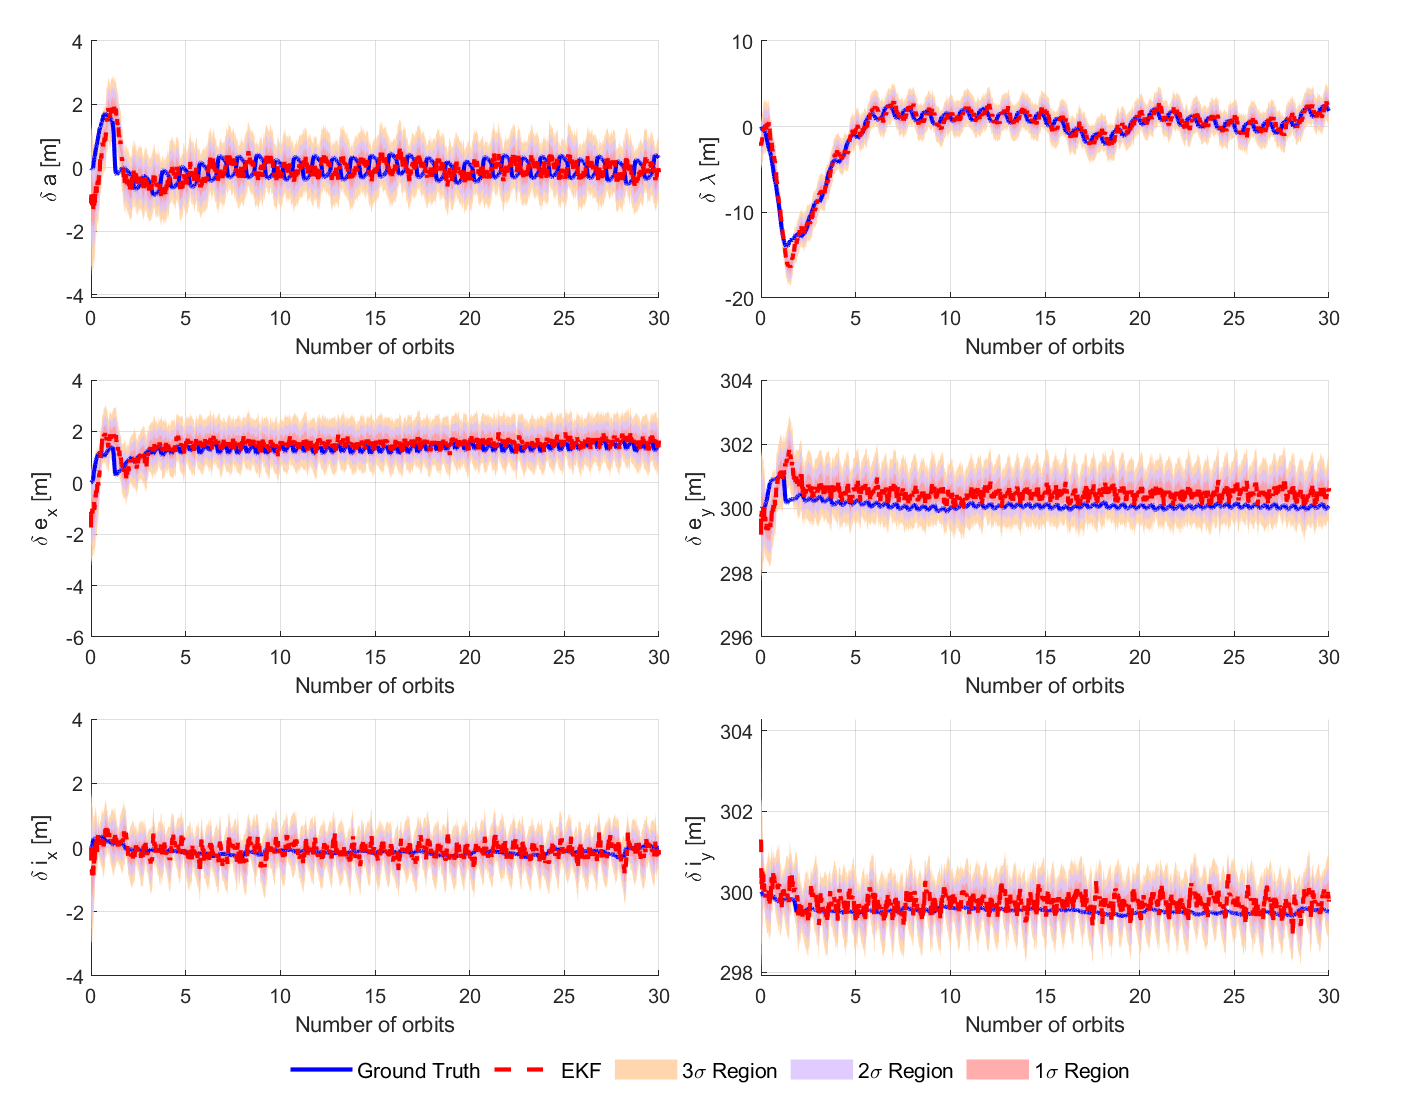 4
2
0
-2
-4
δ a [m]
0 5 10 15 20 25 30
Number of orbits
10
0
-10
-20
δ λ [m]
0 5 10 15 20 25 30
Number of orbits
4
2
0
-2
-4
-6
δ eₓ [m]
0 5 10 15 20 25 30
Number of orbits
304
302
300
298
296
δ e_y [m]
0 5 10 15 20 25 30
Number of orbits
4
2
0
-2
-4
δ iₓ [m]
0 5 10 15 20 25 30
Number of orbits
304
302
300
298
δ i_y [m]
0 5 10 15 20 25 30
Number of orbits
Ground Truth EKF 3σ Region 2σ Region 1σ Region